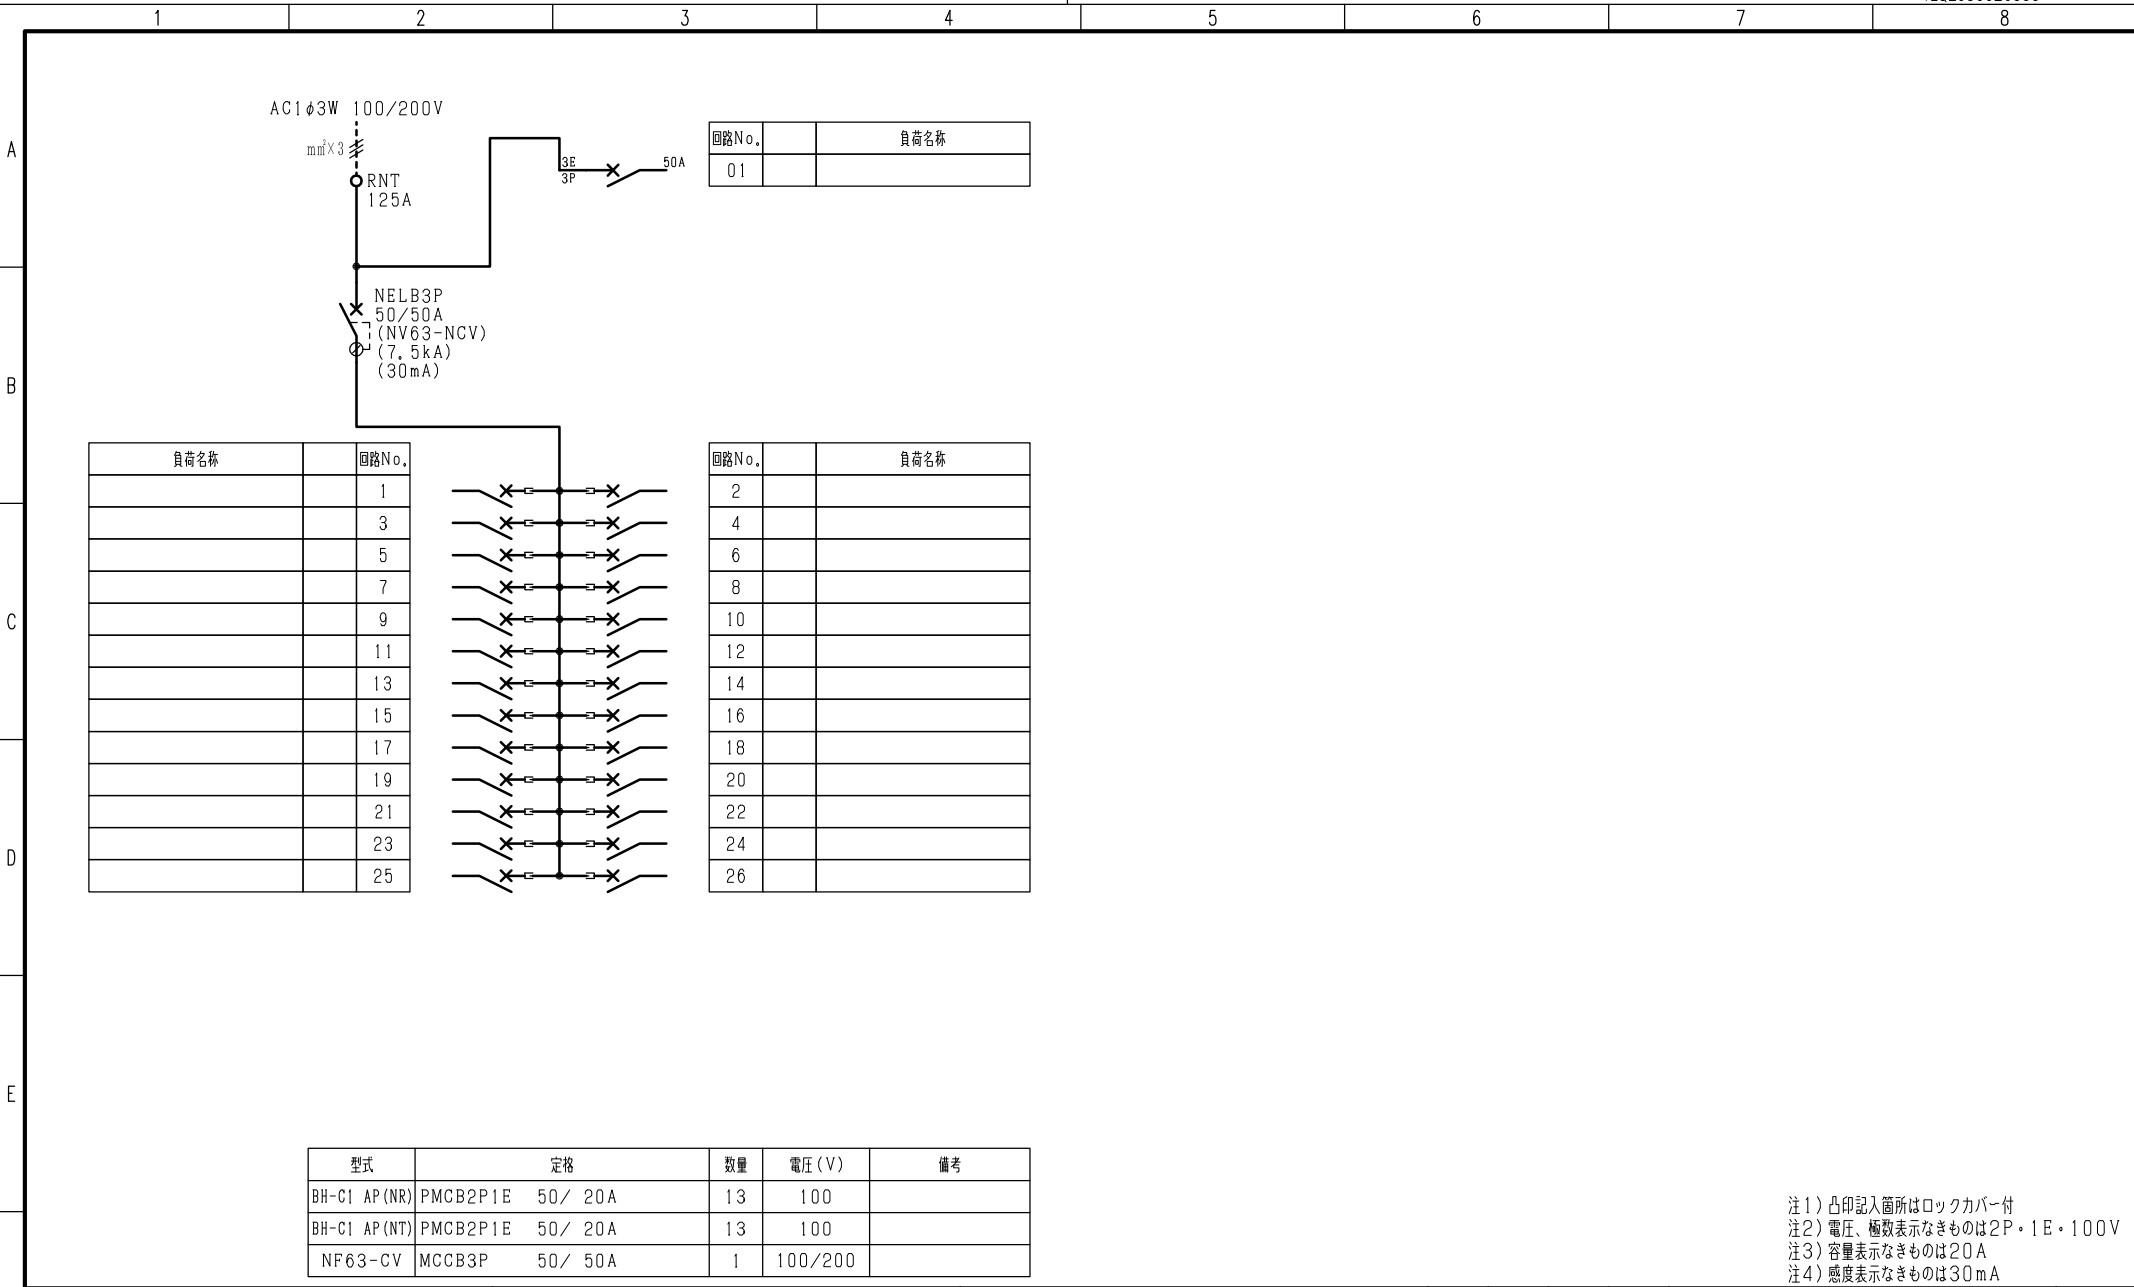 1 2 3 4 5 6 7 8
A
B
C
D
E
AC1φ3W 100/200V
mm²×3
RNT
125A
3E
3P
50A
回路No. 負荷名称
01
NELB3P
50/50A
(NV63-NCV)
(7.5kA)
(30mA)
負荷名称 回路No.
1
3
5
7
9
11
13
15
17
19
21
23
25
回路No. 負荷名称
2
4
6
8
10
12
14
16
18
20
22
24
26
型式 定格 数量 電圧(V) 備考
BH-C1 AP(NR) PMCB2P1E 50/ 20A 13 100
BH-C1 AP(NT) PMCB2P1E 50/ 20A 13 100
NF63-CV MCCB3P 50/ 50A 1 100/200
注1)凸印記入箇所はロックカバー付
注2)電圧、極数表示なきものは2P・1E・100V
注3)容量表示なきものは20A
注4)感度表示なきものは30mA